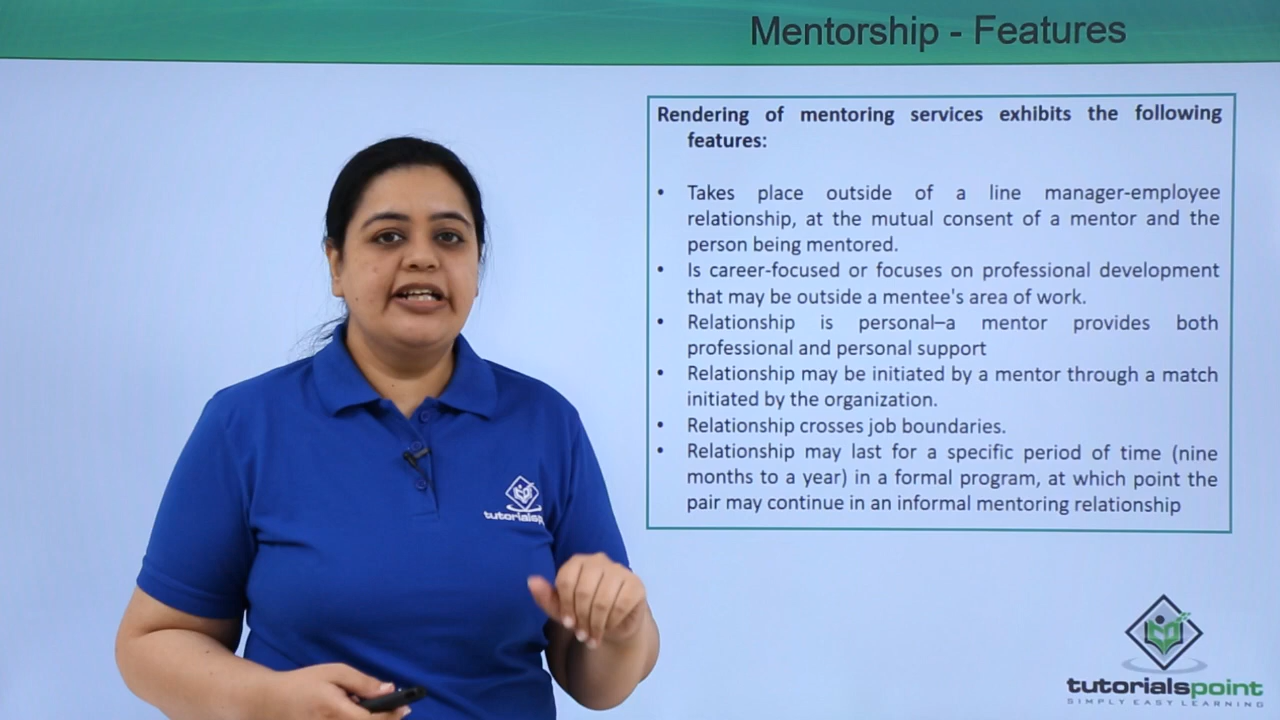 Mentorship - Features
Rendering of mentoring services exhibits the following
features:
• Takes place outside of a line manager-employee
relationship, at the mutual consent of a mentor and the
person being mentored.
• Is career-focused or focuses on professional development
that may be outside a mentee's area of work.
• Relationship is personal–a mentor provides both
professional and personal support
• Relationship may be initiated by a mentor through a match
initiated by the organization.
• Relationship crosses job boundaries.
• Relationship may last for a specific period of time (nine
months to a year) in a formal program, at which point the
pair may continue in an informal mentoring relationship
tutorialsp
tutorialspoint
SIMPLY EASY LEARNING